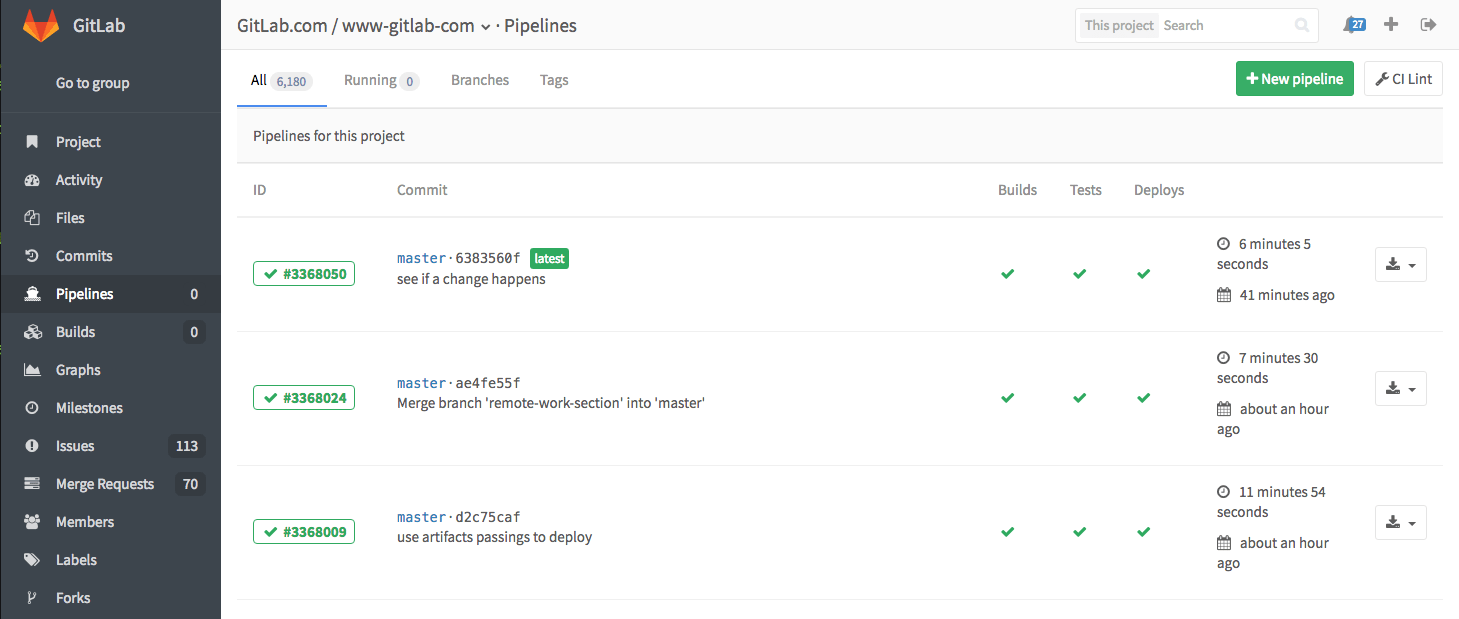 GitLab
GitLab.com / www-gitlab-com · Pipelines
This project Search
27
Go to group
Project
Activity
Files
Commits
Pipelines 0
Builds 0
Graphs
Milestones
Issues 113
Merge Requests 70
Members
Labels
Forks
All 6,180 Running 0 Branches Tags
New pipeline CI Lint
Pipelines for this project
ID Commit Builds Tests Deploys
#3368050
master · 6383560f latest
see if a change happens
6 minutes 5
seconds
41 minutes ago
#3368024
master · ae4fe55f
Merge branch 'remote-work-section' into 'master'
7 minutes 30
seconds
about an hour
ago
#3368009
master · d2c75caf
use artifacts passings to deploy
11 minutes 54
seconds
about an hour
ago